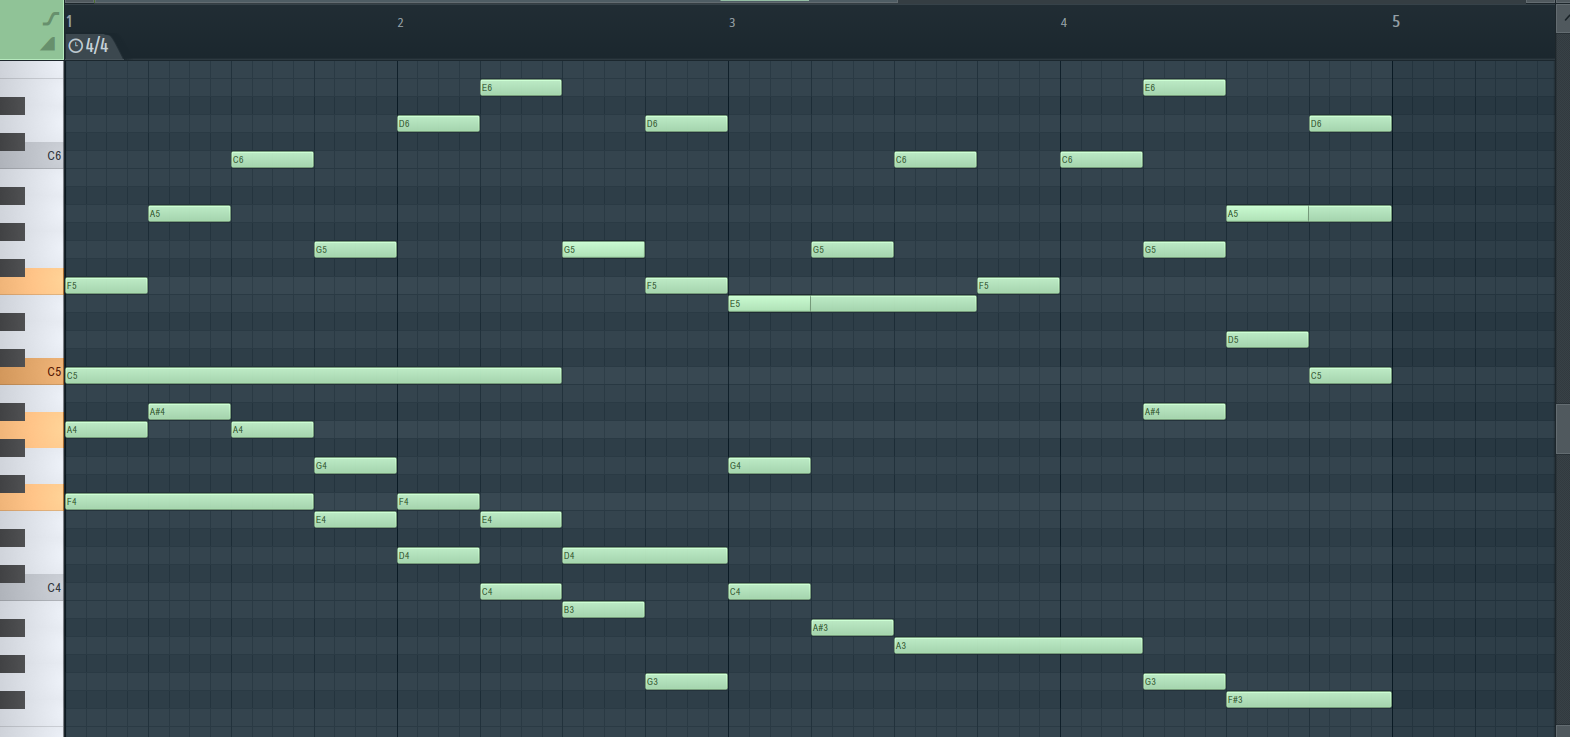 1 2 3 4 5
4/4
E6 E6
D6 D6 D6
C6 C6 C6 C6
A5 A5
G5 G5 G5 G5
F5 F5 F5
E5
D5
C5 C5 C5
A#4 A#4
A4 A4
G4 G4
F4 F4
E4 E4
D4 D4
C4 C4 C4
B3
A#3
A3
G3 G3
F#3